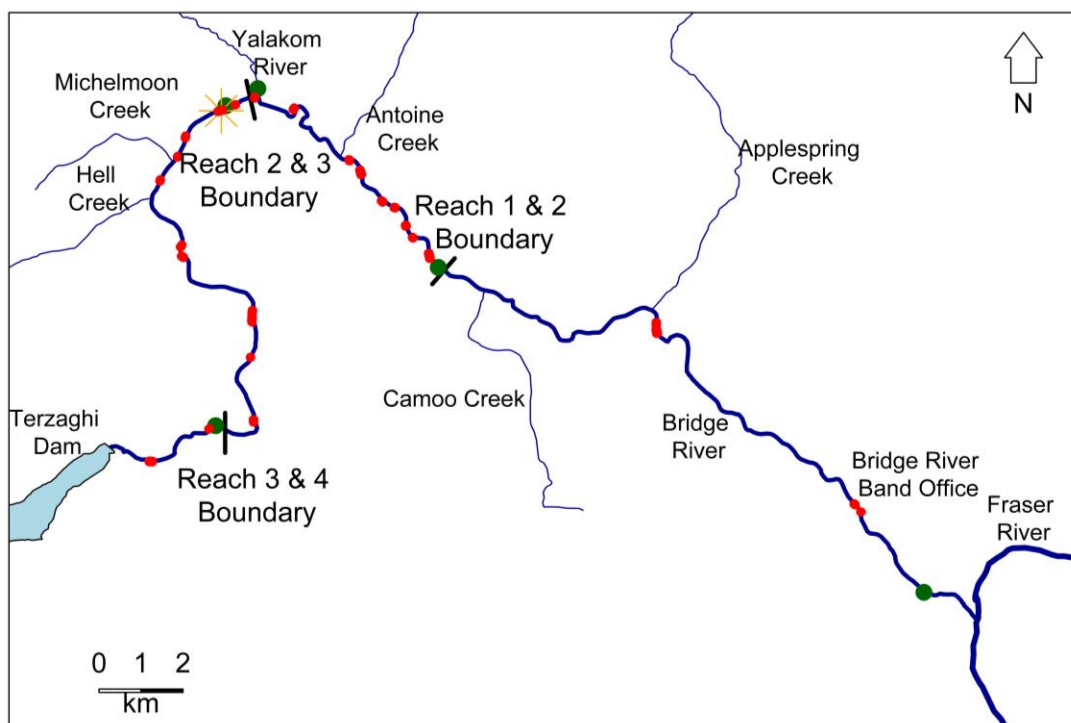 Yalakom
River
Michelmoon
Creek
Antoine
Creek
Applespring
Creek
N
Hell
Creek
Reach 2 & 3
Boundary
Reach 1 & 2
Boundary
Camoo Creek
Terzaghi
Dam
Bridge
River
Reach 3 & 4
Boundary
Bridge River
Band Office
Fraser
River
0 1 2
km